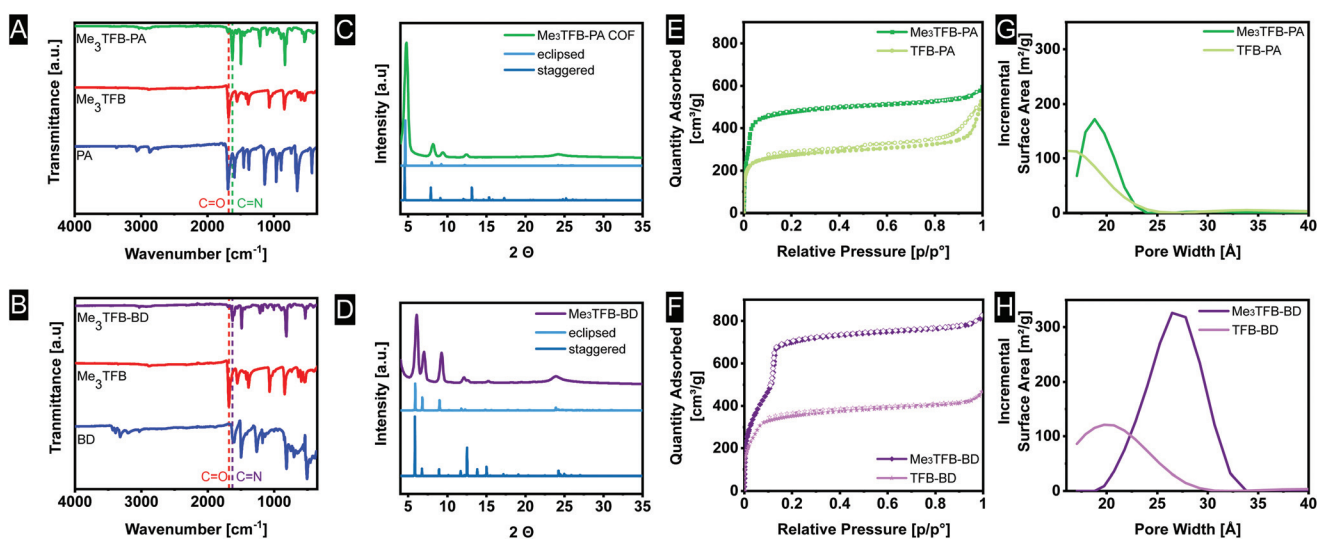 A
Me3TFB-PA
Me3TFB
PA
C=O
C=N
Transmittance [a.u.]
4000 3000 2000 1000
Wavenumber [cm-1]
C
Me3TFB-PA COF
eclipsed
staggered
Intensity [a.u]
5 10 15 20 25 30 35
2 Θ
E
Me3TFB-PA
TFB-PA
Quantity Adsorbed
[cm3/g]
800
600
400
200
0
0 0.2 0.4 0.6 0.8 1
Relative Pressure [p/p°]
G
Me3TFB-PA
TFB-PA
Incremental
Surface Area [m2/g]
300
200
100
0
20 25 30 35 40
Pore Width [Å]
B
Me3TFB-BD
Me3TFB
BD
C=O
C=N
Tranmittance [a.u]
4000 3000 2000 1000
Wavenumber [cm-1]
D
Me3TFB-BD
eclipsed
staggered
Intensity [a.u.]
5 10 15 20 25 30 35
2 Θ
F
Me3TFB-BD
TFB-BD
Quantity Adsorbed
[cm3/g]
800
600
400
200
0
0 0.2 0.4 0.6 0.8 1
Relative Pressure [p/p°]
H
Me3TFB-BD
TFB-BD
Incremental
Surface Area [m2/g]
300
200
100
0
20 25 30 35 40
Pore Width [Å]